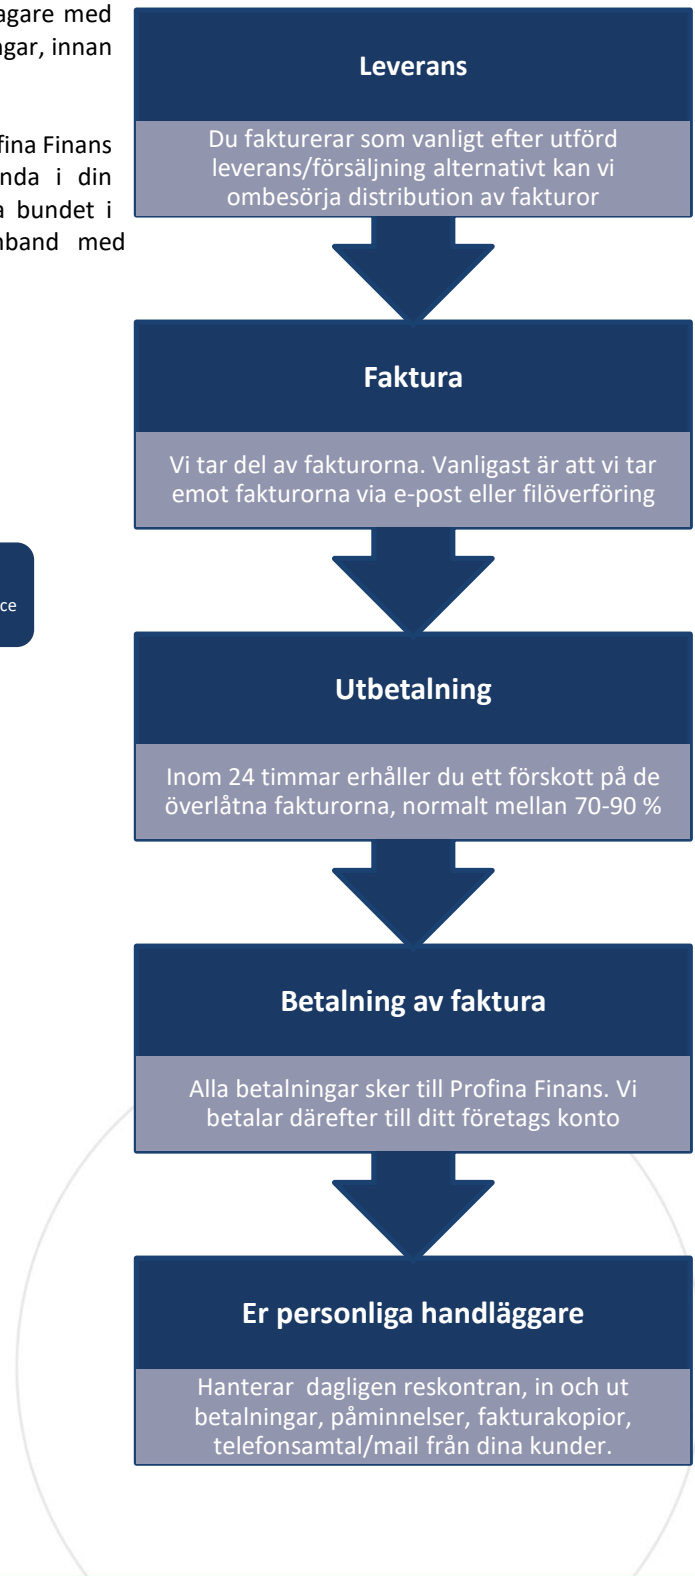 agare med
gar, innan
fina Finans
nda i din
a bundet i
nband med
ce
Leverans
Du fakturerar som vanligt efter utförd
leverans/försäljning alternativt kan vi
ombesörja distribution av fakturor
Faktura
Vi tar del av fakturorna. Vanligast är att vi tar
emot fakturorna via e-post eller filöverföring
Utbetalning
Inom 24 timmar erhåller du ett förskott på de
överlåtna fakturorna, normalt mellan 70-90 %
Betalning av faktura
Alla betalningar sker till Profina Finans. Vi
betalar därefter till ditt företags konto
Er personliga handläggare
Hanterar dagligen reskontran, in och ut
betalningar, påminnelser, fakturakopior,
telefonsamtal/mail från dina kunder.